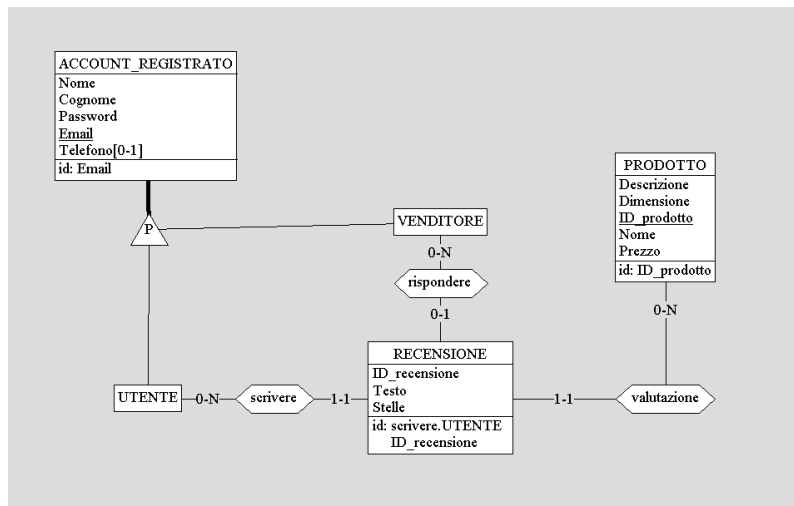 ACCOUNT_REGISTRATO
Nome
Cognome
Password
Email
Telefono[0-1]
id: Email
P
VENDITORE
0-N
rispondere
0-1
PRODOTTO
Descrizione
Dimensione
ID_prodotto
Nome
Prezzo
id: ID_prodotto
0-N
UTENTE
0-N
scrivere
1-1
RECENSIONE
ID_recensione
Testo
Stelle
id: scrivere.UTENTE
ID_recensione
1-1
valutazione